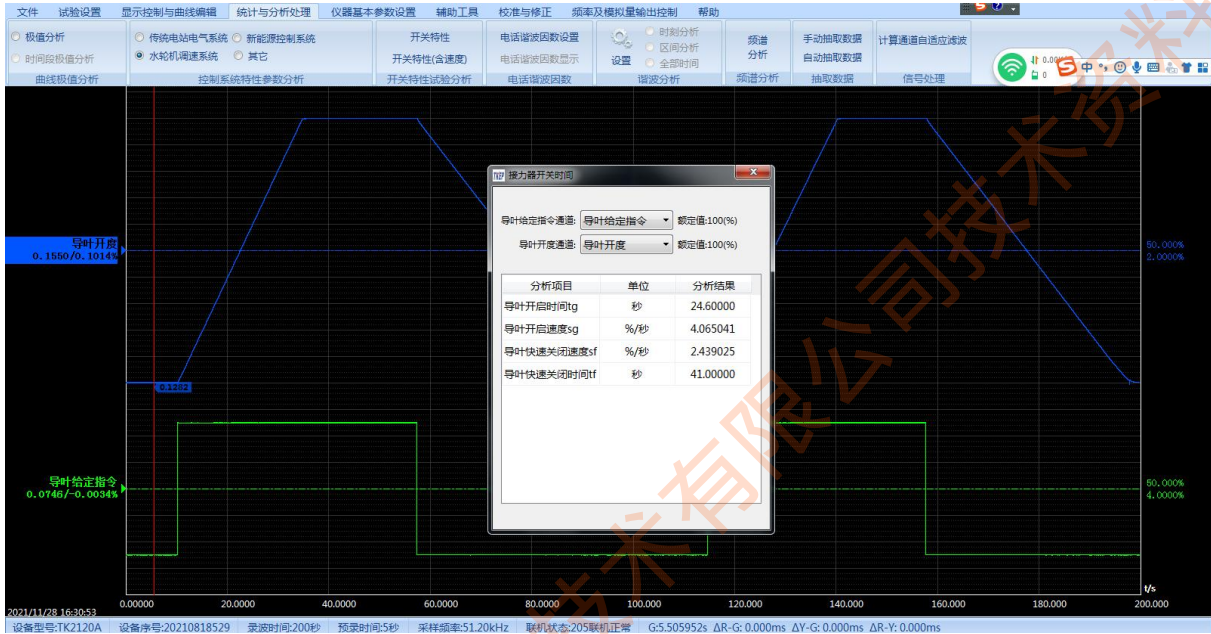 文件 试验设置 显示控制与曲线编辑 统计与分析处理 仪器基本参数设置 辅助工具 校准与修正 频率及模拟量输出控制 帮助
极值分析 传统电站电气系统 新能源控制系统 开关特性 电话谐波因数设置 时刻分析 频谱 手动抽取数据 计算通道自适应滤波
区间分析
时间段极值分析 水轮机调速系统 其它 开关特性(含速度) 电话谐波因数显示 设置 全部时间 分析 自动抽取数据
曲线极值分析 控制系统特性参数分析 开关特性试验分析 电话谐波因数 谐波分析 频谱分析 抽取数据 信号处理
0
中
接力器开关时间
导叶给定指令通道: 导叶给定指令 额定值:100(%)
导叶开度通道: 导叶开度 额定值:100(%)
分析项目 单位 分析结果
导叶开启时间tg 秒 24.60000
导叶开启速度sg %/秒 4.065041
导叶快速关闭速度sf %/秒 2.439025
导叶快速关闭时间tf 秒 41.00000
导叶开度
0.1550/0.1014%
50.000%
2.0000%
0.1282
导叶给定指令
0.0746/-0.0034%
50.000%
4.0000%
t/s
0.00000 20.0000 40.0000 60.0000 80.0000 100.000 120.000 140.000 160.000 180.000 200.000
2021/11/28 16:30:53
设备型号:TK2120A 设备序号:20210818529 录波时间:200秒 预录时间:5秒 采样频率:51.20kHz 联机状态:205联机正常 G:5.505952s ΔR-G: 0.000ms ΔY-G: 0.000ms ΔR-Y: 0.000ms
技术有限公司技术资料